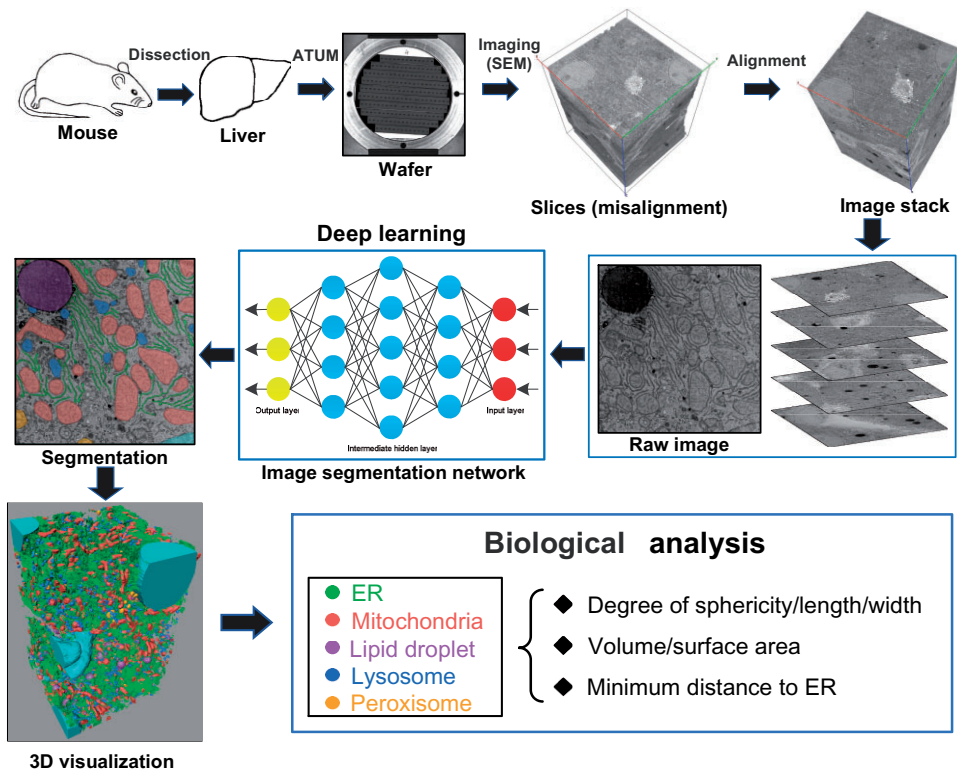 Dissection
ATUM
Imaging
(SEM)
Alignment
Mouse
Liver
Wafer
Slices (misalignment)
Image stack
Deep learning
Output layer
Input layer
Intermediate hidden layer
Raw image
Segmentation
Image segmentation network
Biological analysis
ER
Mitochondria
Lipid droplet
Lysosome
Peroxisome
Degree of sphericity/length/width
Volume/surface area
Minimum distance to ER
3D visualization